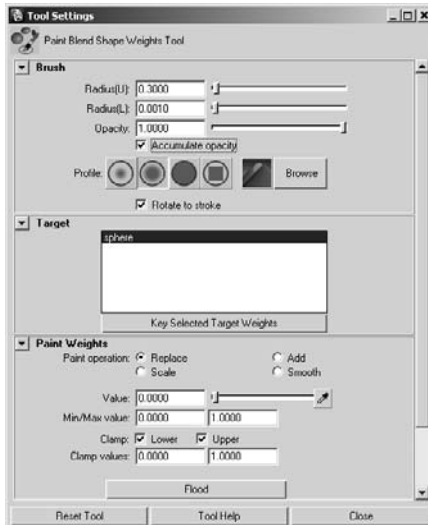 Tool Settings
Paint Blend Shape Weights Tool
Brush
Radius(U): 0.3000
Radius(L): 0.0010
Opacity: 1.0000
Accumulate opacity
Profile: Browse
Rotate to stroke
Target
sphere
Key Selected Target Weights
Paint Weights
Paint operation: Replace Add
Scale Smooth
Value: 0.0000
Min/Max value: 0.0000 1.0000
Clamp: Lower Upper
Clamp values: 0.0000 1.0000
Flood
Reset Tool Tool Help Close